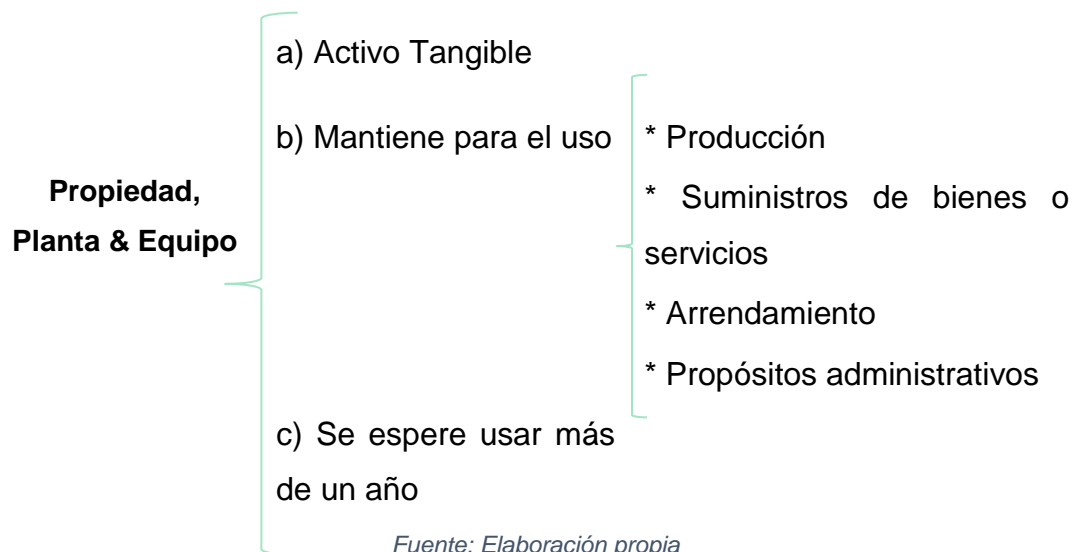 Propiedad,
Planta & Equipo
a) Activo Tangible
b) Mantiene para el uso
* Producción
* Suministros de bienes o
servicios
* Arrendamiento
* Propósitos administrativos
c) Se espere usar más
de un año
Fuente: Elaboración propia